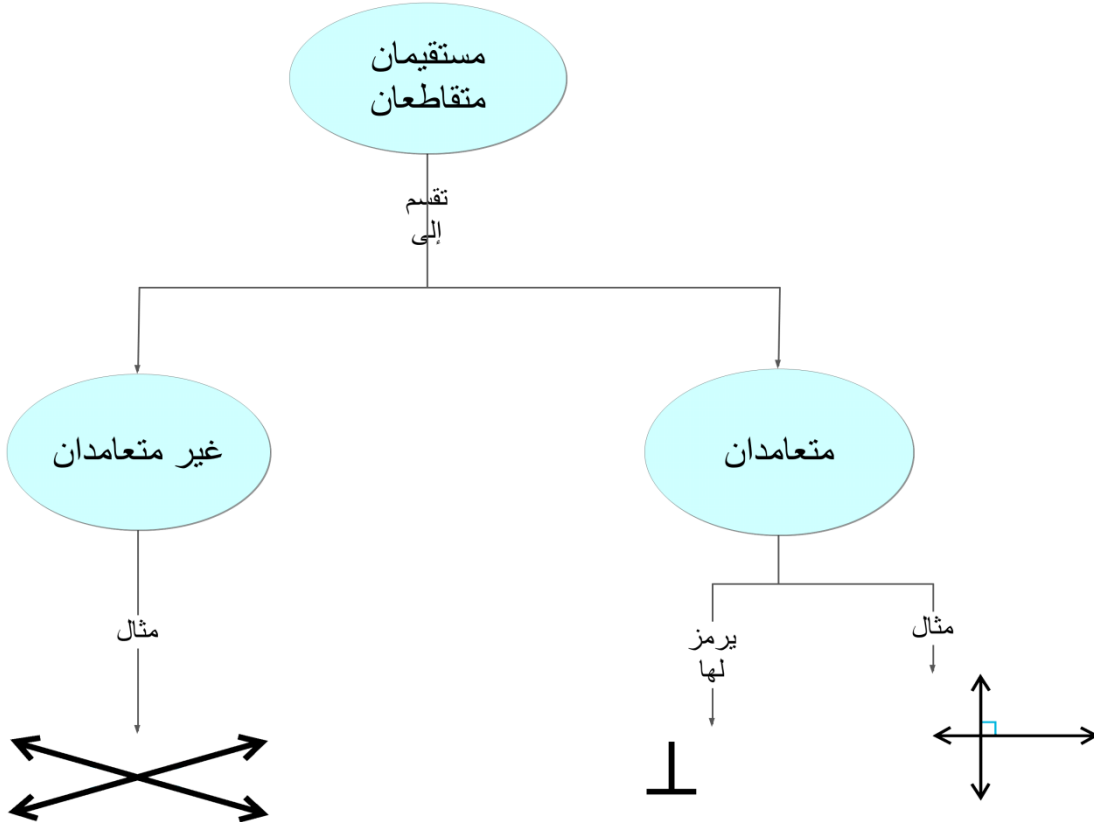 مستقيمان
متقاطعان
تقسم
إلى
متعامدان
غير متعامدان
مثال
يرمز
لها
مثال
⊥